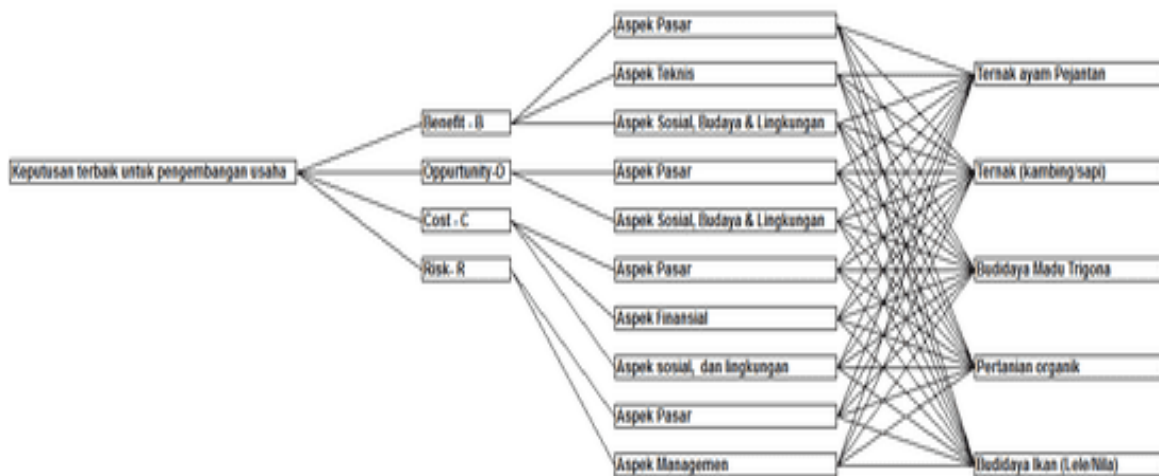 Keputusan terbaik untuk pengembangan usaha
Benefit - B
Oppurtunity-O
Cost - C
Risk- R
Aspek Pasar
Aspek Teknis
Aspek Sosial, Budaya & Lingkungan
Aspek Pasar
Aspek Sosial, Budaya & Lingkungan
Aspek Pasar
Aspek Finansial
Aspek sosial, dan lingkungan
Aspek Pasar
Aspek Managemen
Ternak ayam Pejantan
Ternak (kambing/sapi)
Budidaya Madu Trigona
Pertanian organik
Budidaya Ikan (Lele/Nila)